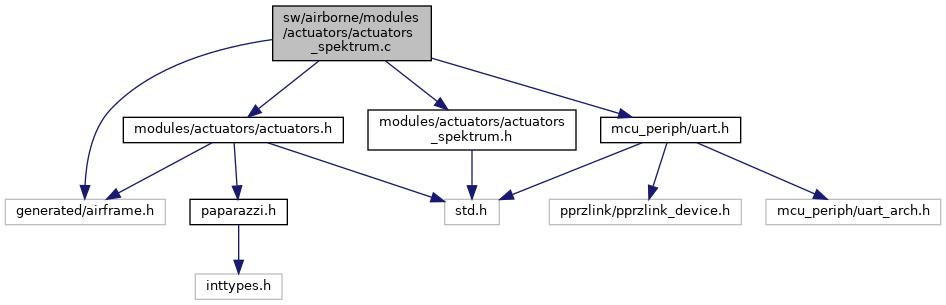 sw/airborne/modules
/actuators/actuators
_spektrum.c
modules/actuators/actuators.h
modules/actuators/actuators
_spektrum.h
mcu_periph/uart.h
generated/airframe.h
paparazzi.h
std.h
pprzlink/pprzlink_device.h
mcu_periph/uart_arch.h
inttypes.h